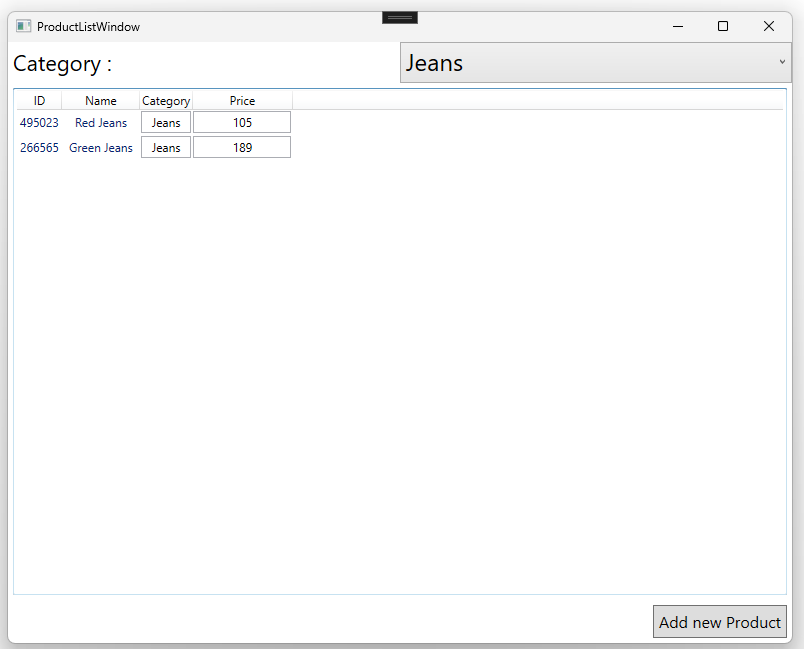 ProductListWindow
Category :
Jeans
ID Name Category Price
495023 Red Jeans Jeans 105
266565 Green Jeans Jeans 189
Add new Product